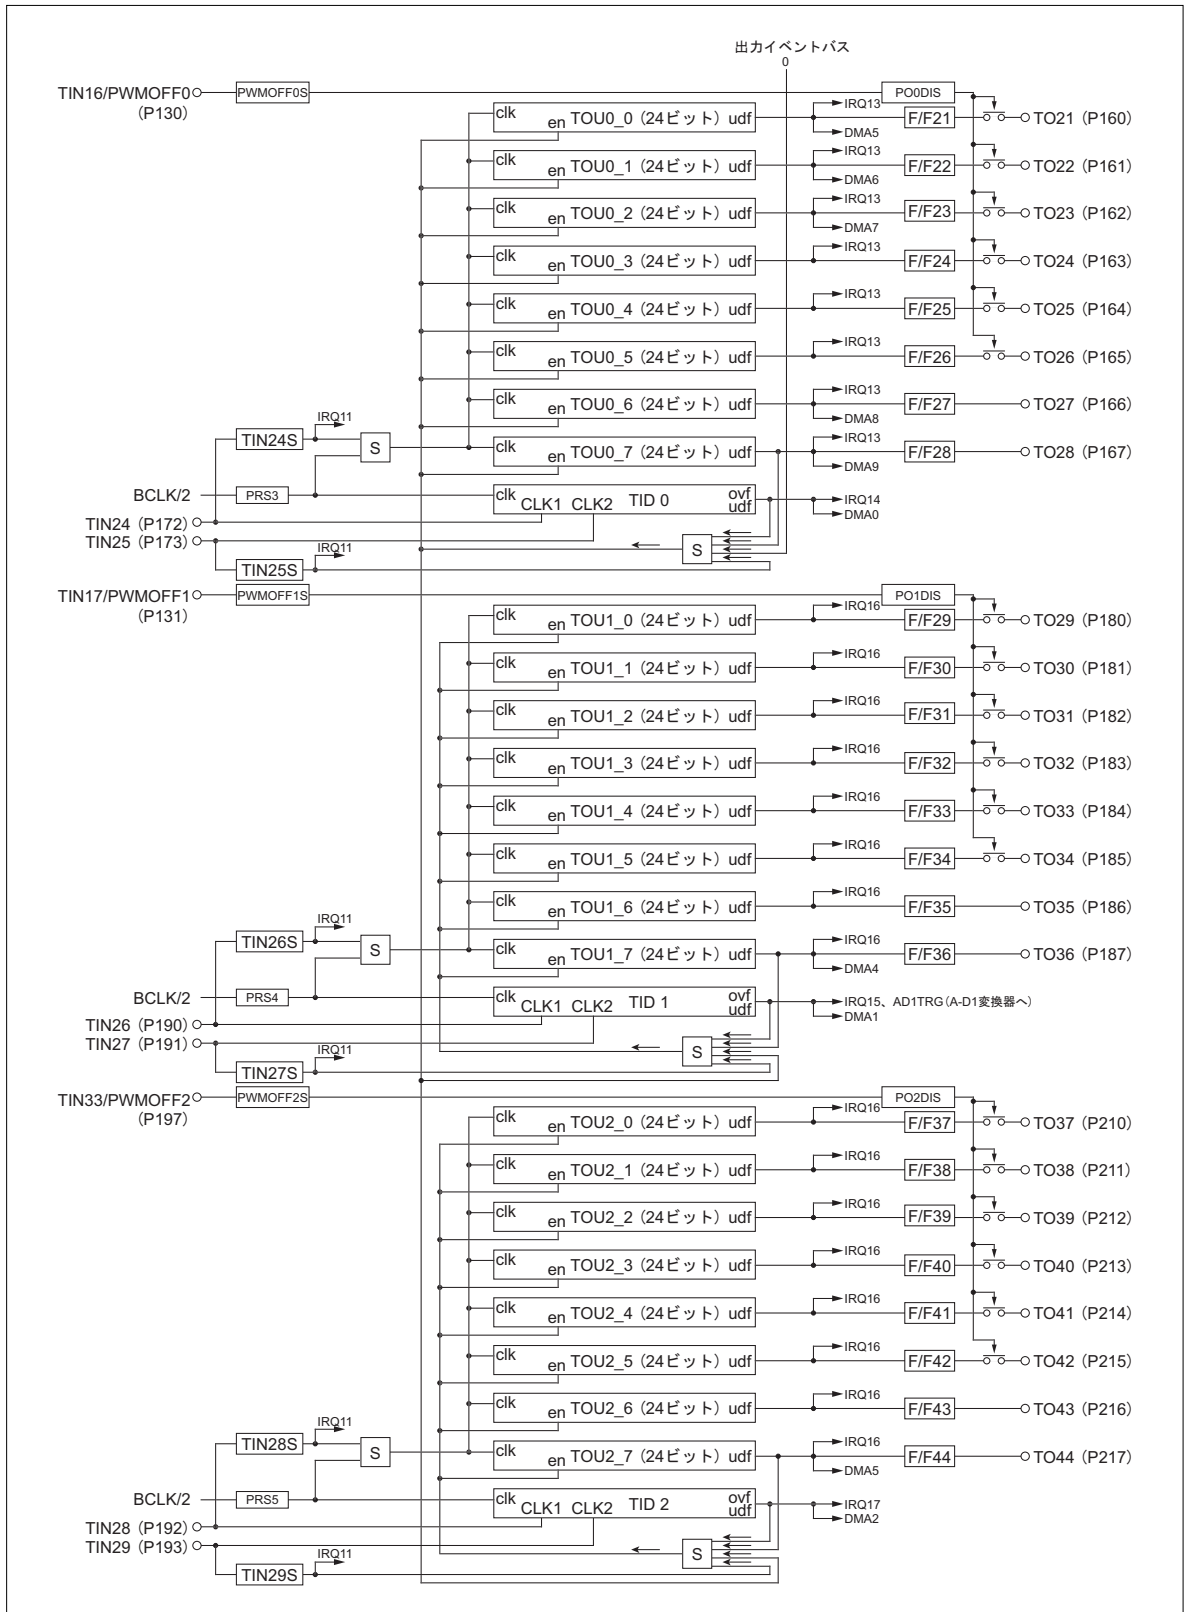 出力イベントバス
0
TIN16/PWMOFF0 PWMOFF0S PO0DIS
(P130)
clk en TOU0_0 (24ビット) udf IRQ13 DMA5 F/F21 TO21 (P160)
clk en TOU0_1 (24ビット) udf IRQ13 DMA6 F/F22 TO22 (P161)
clk en TOU0_2 (24ビット) udf IRQ13 DMA7 F/F23 TO23 (P162)
clk en TOU0_3 (24ビット) udf IRQ13 F/F24 TO24 (P163)
clk en TOU0_4 (24ビット) udf IRQ13 F/F25 TO25 (P164)
clk en TOU0_5 (24ビット) udf IRQ13 F/F26 TO26 (P165)
clk en TOU0_6 (24ビット) udf IRQ13 DMA8 F/F27 TO27 (P166)
TIN24S IRQ11 S clk en TOU0_7 (24ビット) udf IRQ13 DMA9 F/F28 TO28 (P167)
BCLK/2 PRS3 clk CLK1 CLK2 TID 0 ovf udf IRQ14 DMA0
TIN24 (P172)
TIN25 (P173)
TIN25S IRQ11 S
TIN17/PWMOFF1 PWMOFF1S PO1DIS
(P131)
clk en TOU1_0 (24ビット) udf IRQ16 F/F29 TO29 (P180)
clk en TOU1_1 (24ビット) udf IRQ16 F/F30 TO30 (P181)
clk en TOU1_2 (24ビット) udf IRQ16 F/F31 TO31 (P182)
clk en TOU1_3 (24ビット) udf IRQ16 F/F32 TO32 (P183)
clk en TOU1_4 (24ビット) udf IRQ16 F/F33 TO33 (P184)
clk en TOU1_5 (24ビット) udf IRQ16 F/F34 TO34 (P185)
clk en TOU1_6 (24ビット) udf IRQ16 F/F35 TO35 (P186)
TIN26S IRQ11 S clk en TOU1_7 (24ビット) udf IRQ16 DMA4 F/F36 TO36 (P187)
BCLK/2 PRS4 clk CLK1 CLK2 TID 1 ovf udf IRQ15、AD1TRG(A-D1変換器へ) DMA1
TIN26 (P190)
TIN27 (P191)
TIN27S IRQ11 S
TIN33/PWMOFF2 PWMOFF2S PO2DIS
(P197)
clk en TOU2_0 (24ビット) udf IRQ16 F/F37 TO37 (P210)
clk en TOU2_1 (24ビット) udf IRQ16 F/F38 TO38 (P211)
clk en TOU2_2 (24ビット) udf IRQ16 F/F39 TO39 (P212)
clk en TOU2_3 (24ビット) udf IRQ16 F/F40 TO40 (P213)
clk en TOU2_4 (24ビット) udf IRQ16 F/F41 TO41 (P214)
clk en TOU2_5 (24ビット) udf IRQ16 F/F42 TO42 (P215)
clk en TOU2_6 (24ビット) udf IRQ16 F/F43 TO43 (P216)
TIN28S IRQ11 S clk en TOU2_7 (24ビット) udf IRQ16 DMA5 F/F44 TO44 (P217)
BCLK/2 PRS5 clk CLK1 CLK2 TID 2 ovf udf IRQ17 DMA2
TIN28 (P192)
TIN29 (P193)
TIN29S IRQ11 S